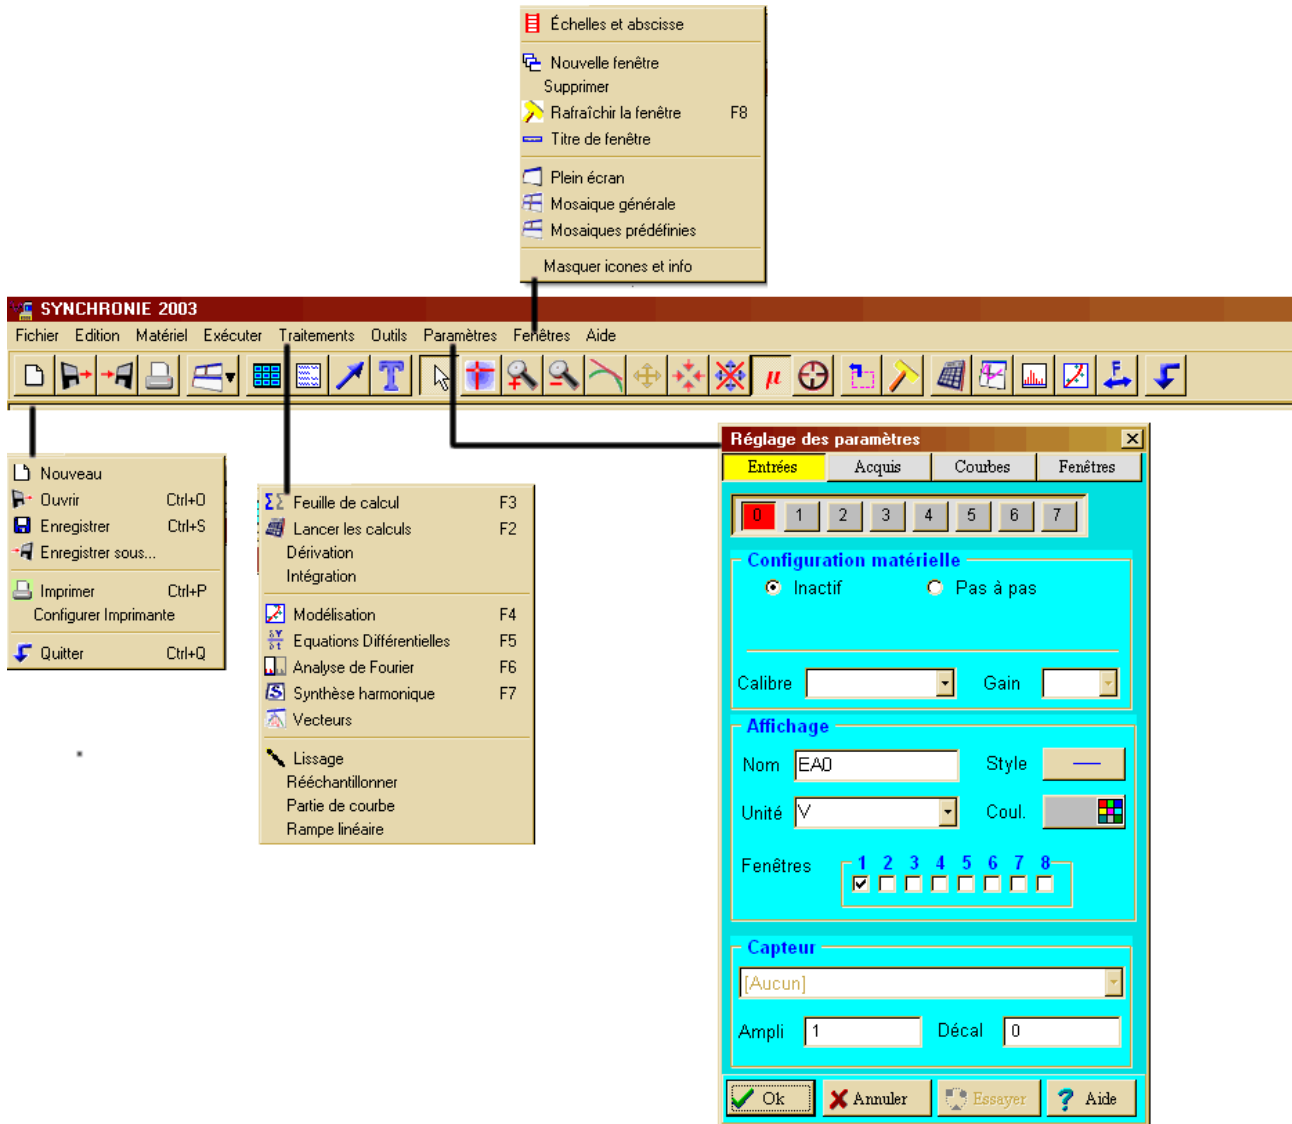 Échelles et abscisse
Nouvelle fenêtre
Supprimer
Rafraîchir la fenêtre F8
Titre de fenêtre
Plein écran
Mosaique générale
Mosaiques prédéfinies
Masquer icones et info
SYNCHRONIE 2003
Fichier Edition Matériel Exécuter Traitements Outils Paramètres Fenêtres Aide
T μ F
Nouveau
Ouvrir Ctrl+O
Enregistrer Ctrl+S
Enregistrer sous...
Imprimer Ctrl+P
Configurer Imprimante
Quitter Ctrl+Q
ΣΣ Feuille de calcul F3
Lancer les calculs F2
Dérivation
Intégration
Modélisation F4
Equations Différentielles F5
Analyse de Fourier F6
S Synthèse harmonique F7
Vecteurs
Lissage
Rééchantillonner
Partie de courbe
Rampe linéaire
Réglage des paramètres
Entrées Acquis Courbes Fenêtres
0 1 2 3 4 5 6 7
Configuration matérielle
Inactif Pas à pas
Calibre Gain
Affichage
Nom EA0 Style
Unité V Coul.
Fenêtres 1 2 3 4 5 6 7 8
Capteur
[Aucun]
Ampli 1 Décal 0
Ok Annuler Essayer ? Aide